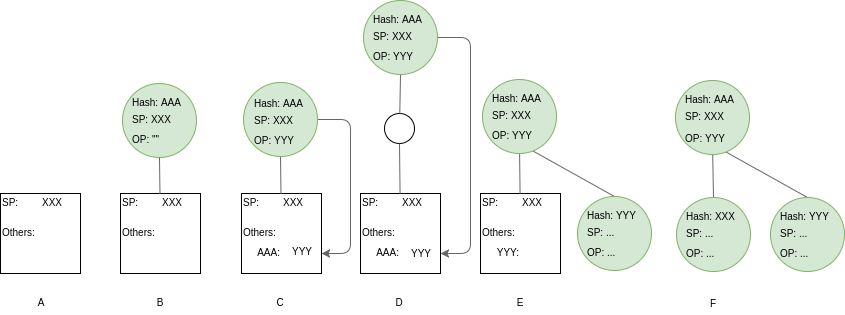 Hash: AAA
SP: XXX
OP: YYY
Hash: AAA
SP: XXX
OP: ""
Hash: AAA
SP: XXX
OP: YYY
Hash: AAA
SP: XXX
OP: YYY
Hash: AAA
SP: XXX
OP: YYY
SP: XXX
Others:
SP: XXX
Others:
SP: XXX
Others:
AAA: YYY
SP: XXX
Others:
AAA: YYY
SP: XXX
Others:
YYY:
Hash: YYY
SP: ...
OP: ...
Hash: XXX
SP: ...
OP: ...
Hash: YYY
SP: ...
OP: ...
A B C D E F